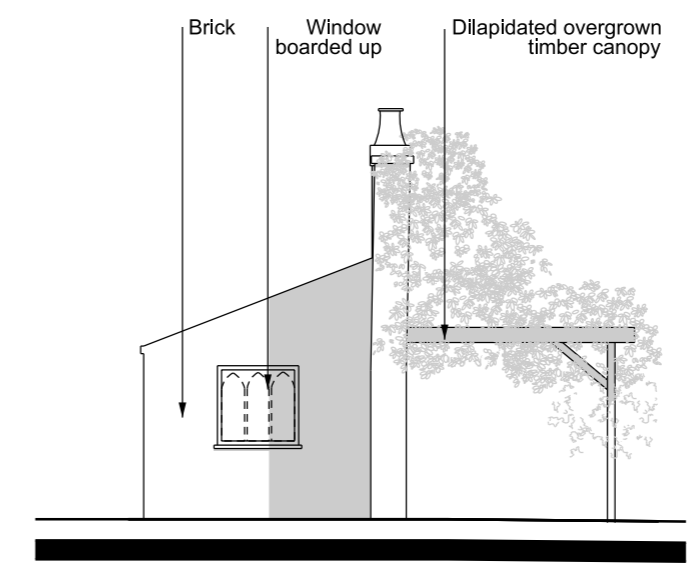 Brick
Window
boarded up
Dilapidated overgrown
timber canopy